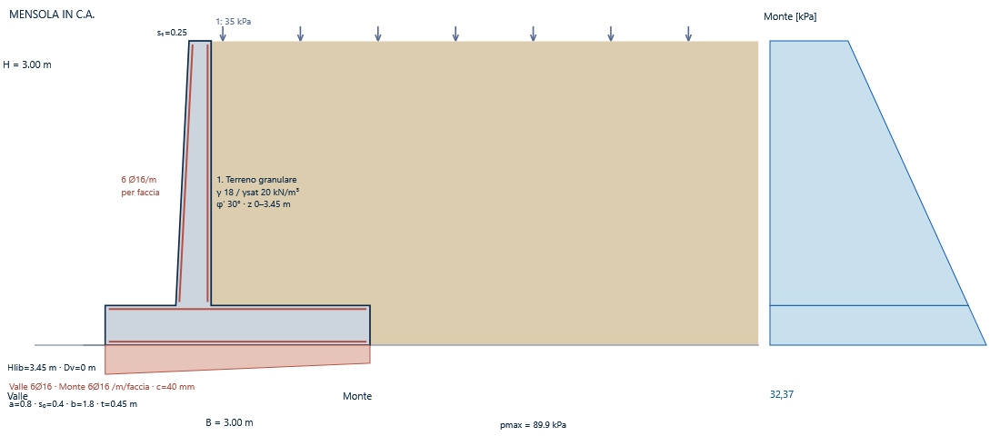 MENSOLA IN C.A.
Monte [kPa]
1: 35 kPa
s₁=0.25
H = 3.00 m
6 Ø16/m
per faccia
1. Terreno granulare
γ 18 / γsat 20 kN/m³
φ' 30° · z 0–3.45 m
Hlib=3.45 m · Dv=0 m
Valle 6Ø16 · Monte 6Ø16 /m/faccia · c=40 mm
Valle
Monte
32,37
a=0.8 · s₀=0.4 · b=1.8 · t=0.45 m
B = 3.00 m
pmax = 89.9 kPa